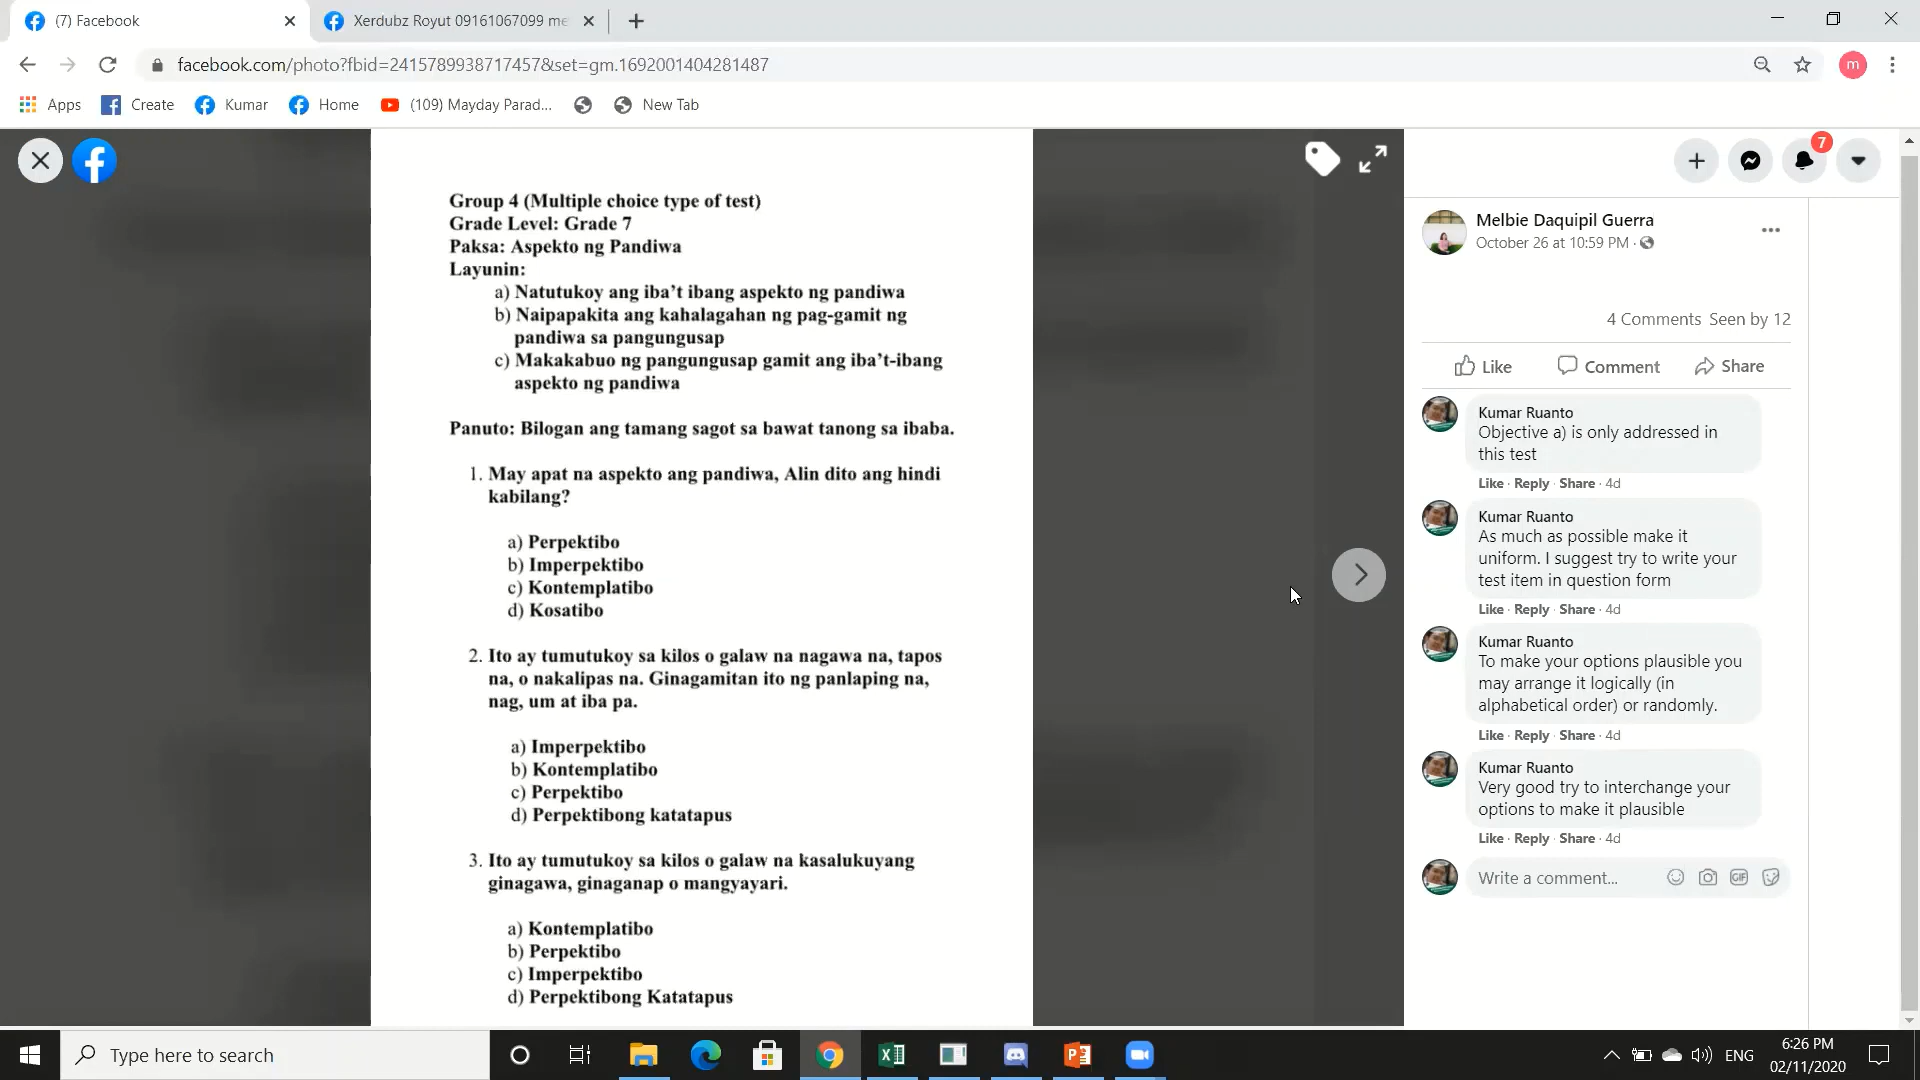 (7) Facebook
Xerdubz Royut 09161067099 me
facebook.com/photo?fbid=2415789938717457&set=gm.1692001404281487
m
Apps
Create
Kumar
Home
(109) Mayday Parad...
New Tab
7
Group 4 (Multiple choice type of test)
Grade Level: Grade 7
Paksa: Aspekto ng Pandiwa
Layunin:
a) Natutukoy ang iba't ibang aspekto ng pandiwa
b) Naipapakita ang kahalagahan ng pag-gamit ng
pandiwa sa pangungusap
c) Makakabuo ng pangungusap gamit ang iba't-ibang
aspekto ng pandiwa
Panuto: Bilogan ang tamang sagot sa bawat tanong sa ibaba.
1. May apat na aspekto ang pandiwa, Alin dito ang hindi
kabilang?
a) Perpektibo
b) Imperpektibo
c) Kontemplatibo
d) Kosatibo
2. Ito ay tumutukoy sa kilos o galaw na nagawa na, tapos
na, o nakalipas na. Ginagamitan ito ng panlaping na,
nag, um at iba pa.
a) Imperpektibo
b) Kontemplatibo
c) Perpektibo
d) Perpektibong katatapus
3. Ito ay tumutukoy sa kilos o galaw na kasalukuyang
ginagawa, ginaganap o mangyayari.
a) Kontemplatibo
b) Perpektibo
c) Imperpektibo
d) Perpektibong Katatapus
Melbie Daquipil Guerra
October 26 at 10:59 PM ·
4 Comments Seen by 12
Like Comment Share
Kumar Ruanto
Objective a) is only addressed in
this test
Like · Reply · Share · 4d
Kumar Ruanto
As much as possible make it
uniform. I suggest try to write your
test item in question form
Like · Reply · Share · 4d
Kumar Ruanto
To make your options plausible you
may arrange it logically (in
alphabetical order) or randomly.
Like · Reply · Share · 4d
Kumar Ruanto
Very good try to interchange your
options to make it plausible
Like · Reply · Share · 4d
Write a comment...
GIF
Type here to search
ENG
6:26 PM
02/11/2020